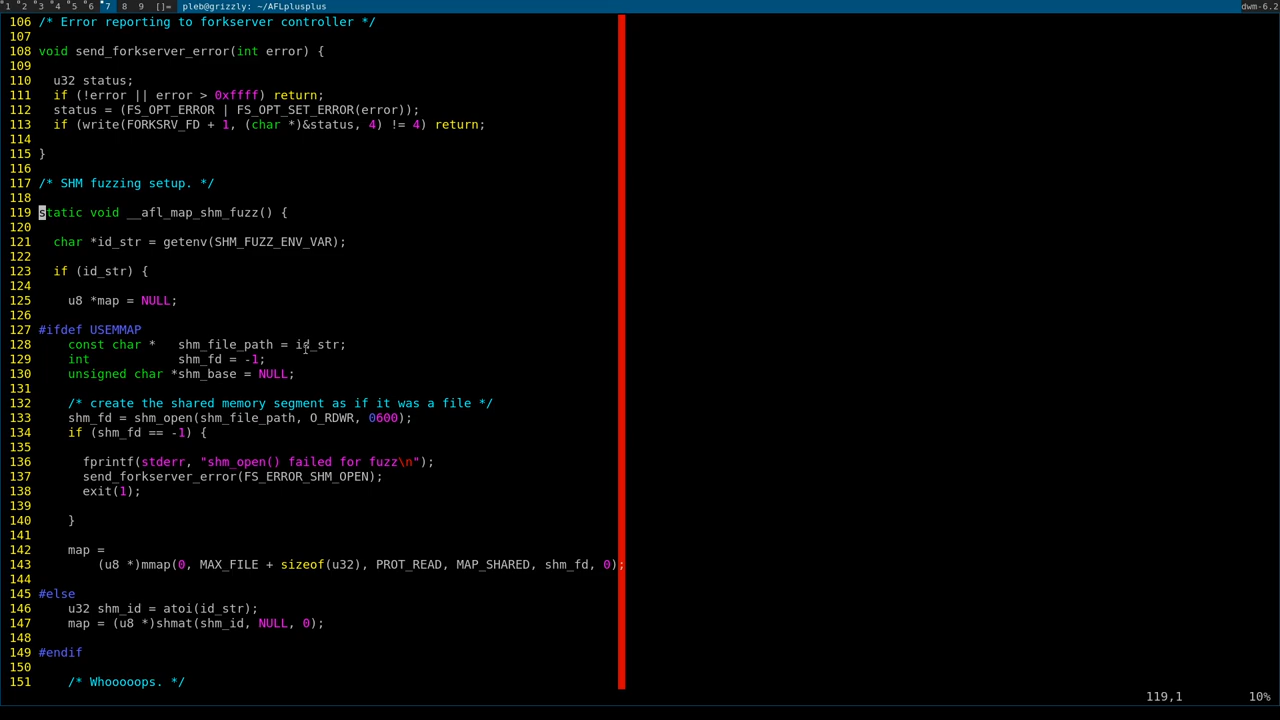 1 2 3 4 5 6 7 8 9 []= pleb@grizzly: ~/AFLplusplus dwm-6.2
106 /* Error reporting to forkserver controller */
107
108 void send_forkserver_error(int error) {
109
110   u32 status;
111   if (!error || error > 0xffff) return;
112   status = (FS_OPT_ERROR | FS_OPT_SET_ERROR(error));
113   if (write(FORKSRV_FD + 1, (char *)&status, 4) != 4) return;
114
115 }
116
117 /* SHM fuzzing setup. */
118
119 static void __afl_map_shm_fuzz() {
120
121   char *id_str = getenv(SHM_FUZZ_ENV_VAR);
122
123   if (id_str) {
124
125     u8 *map = NULL;
126
127 #ifdef USEMMAP
128     const char *   shm_file_path = id_str;
129     int            shm_fd = -1;
130     unsigned char *shm_base = NULL;
131
132     /* create the shared memory segment as if it was a file */
133     shm_fd = shm_open(shm_file_path, O_RDWR, 0600);
134     if (shm_fd == -1) {
135
136       fprintf(stderr, "shm_open() failed for fuzz\n");
137       send_forkserver_error(FS_ERROR_SHM_OPEN);
138       exit(1);
139
140     }
141
142     map =
143         (u8 *)mmap(0, MAX_FILE + sizeof(u32), PROT_READ, MAP_SHARED, shm_fd, 0);
144
145 #else
146     u32 shm_id = atoi(id_str);
147     map = (u8 *)shmat(shm_id, NULL, 0);
148
149 #endif
150
151     /* Whooooops. */
119,1 10%